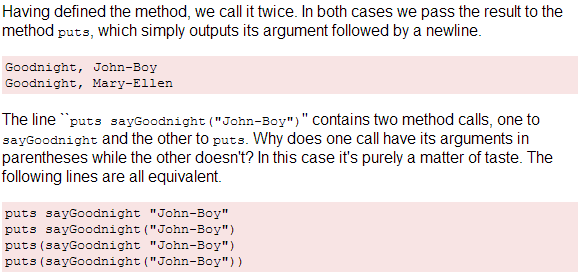 Having defined the method, we call it twice. In both cases we pass the result to the
method puts, which simply outputs its argument followed by a newline.
Goodnight, John-Boy
Goodnight, Mary-Ellen
The line ``puts sayGoodnight("John-Boy")'' contains two method calls, one to
sayGoodnight and the other to puts. Why does one call have its arguments in
parentheses while the other doesn't? In this case it's purely a matter of taste. The
following lines are all equivalent.
puts sayGoodnight "John-Boy"
puts sayGoodnight("John-Boy")
puts(sayGoodnight "John-Boy")
puts(sayGoodnight("John-Boy"))